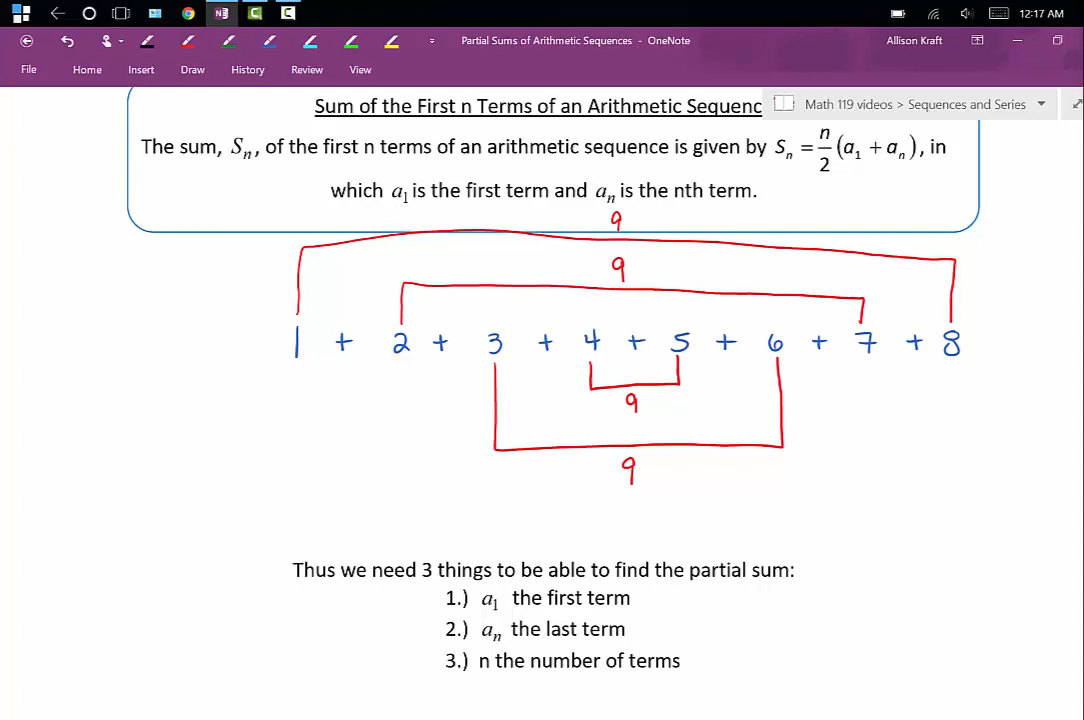 12:17 AM
Partial Sums of Arithmetic Sequences - OneNote
Allison Kraft
File Home Insert Draw History Review View
Sum of the First n Terms of an Arithmetic Sequenc
Math 119 videos > Sequences and Series
The sum, Sₙ, of the first n terms of an arithmetic sequence is given by Sₙ = n/2 (a₁ + aₙ), in
which a₁ is the first term and aₙ is the nth term.
9
9
1 + 2 + 3 + 4 + 5 + 6 + 7 + 8
9
9
Thus we need 3 things to be able to find the partial sum:
1.) a₁ the first term
2.) aₙ the last term
3.) n the number of terms